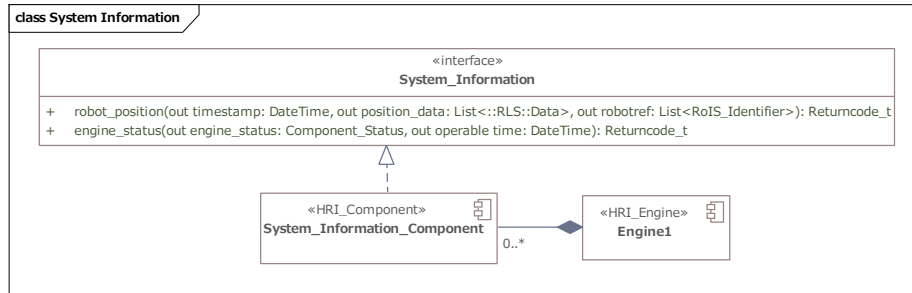 class System Information
«interface»
System_Information
+ robot_position(out timestamp: DateTime, out position_data: List<::RLS::Data>, out robotref: List<RoIS_Identifier>): Returncode_t
+ engine_status(out engine_status: Component_Status, out operable time: DateTime): Returncode_t
«HRI_Component»
System_Information_Component
«HRI_Engine»
Engine1
0..*